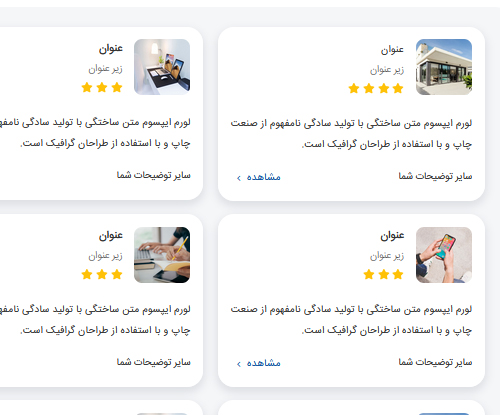 عنوان
زیر عنوان
لورم ایپسوم متن ساختگی با تولید سادگی نامفهوم از صنعت
چاپ و با استفاده از طراحان گرافیک است.
سایر توضیحات شما
مشاهده
عنوان
زیر عنوان
لورم ایپسوم متن ساختگی با تولید سادگی
چاپ و با استفاده از طراحان گرافیک است.
سایر توضیحات شما
عنوان
زیر عنوان
لورم ایپسوم متن ساختگی با تولید سادگی نامفهوم از صنعت
چاپ و با استفاده از طراحان گرافیک است.
سایر توضیحات شما
مشاهده
عنوان
زیر عنوان
لورم ایپسوم متن ساختگی با تولید سادگی
چاپ و با استفاده از طراحان گرافیک است.
سایر توضیحات شما